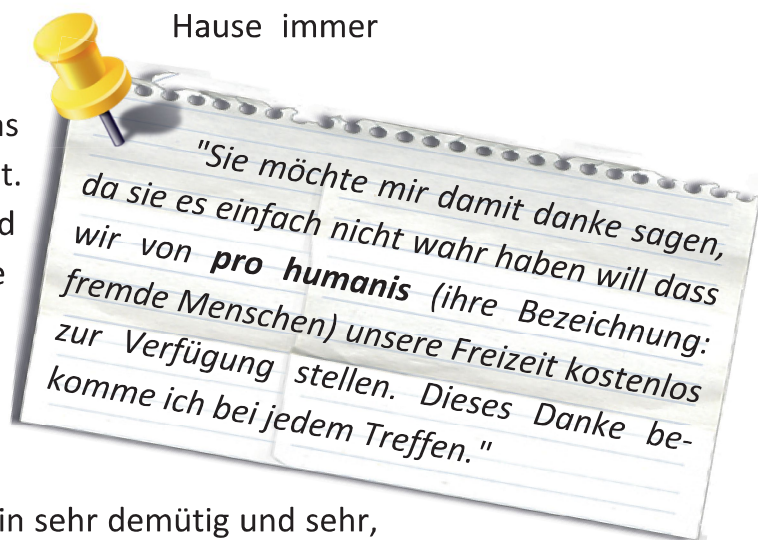 Hause immer
"Sie möchte mir damit danke sagen,
da sie es einfach nicht wahr haben will dass
wir von pro humanis (ihre Bezeichnung:
fremde Menschen) unsere Freizeit kostenlos
zur Verfügung stellen. Dieses Danke be-
komme ich bei jedem Treffen."
in sehr demütig und sehr,